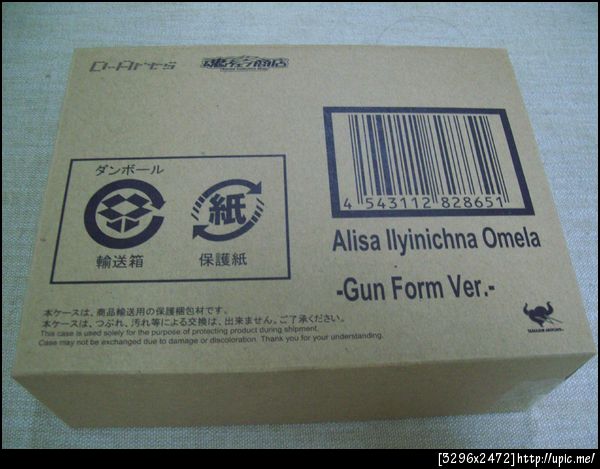 D-Arts
魂ウェブ商店
ダンボール
紙
輸送箱
保護紙
4 543112 828651
Alisa Ilyinichna Omela
-Gun Form Ver.-
本ケースは、商品輸送用の保護梱包材です。
本ケースは、つぶれ、汚れ等による交換は、出来ません。ご了承ください。
This case is used solely for the purpose of protecting product during shipment.
Case may not be exchanged due to damage or discoloration. Thank you for your understanding.
[3296x2472]http://upic.me/